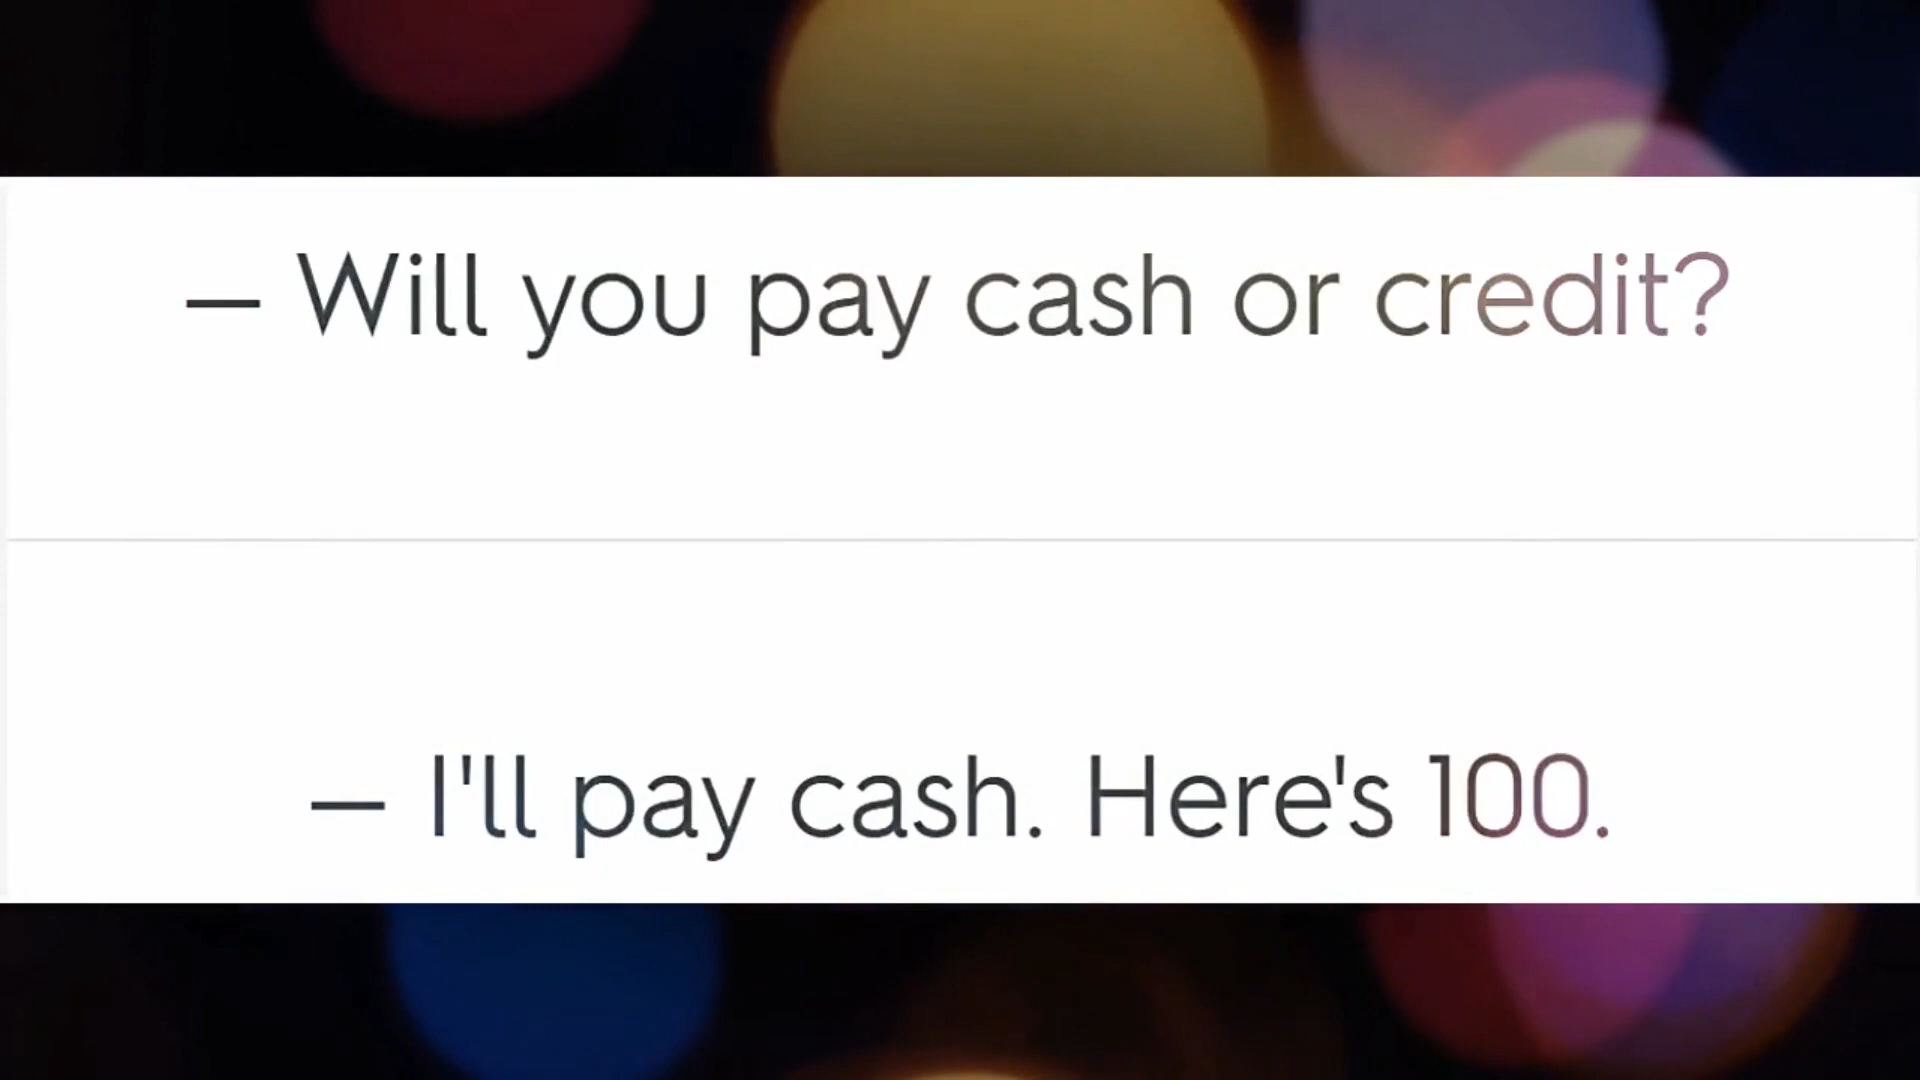 — Will you pay cash or credit?
— I'll pay cash. Here's 100.